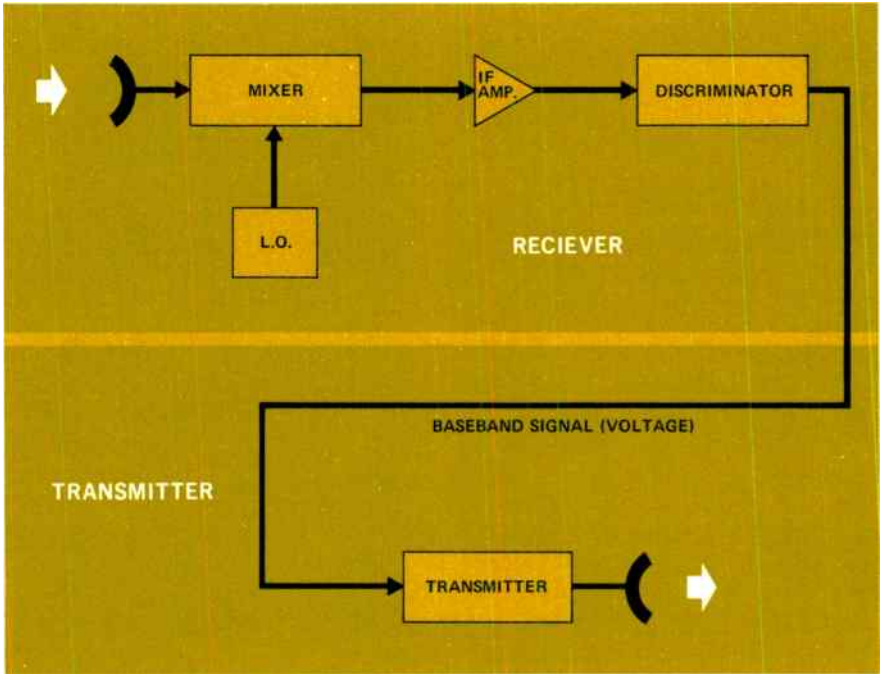 MIXER
IF
AMP.
DISCRIMINATOR
L.O.
RECIEVER
BASEBAND SIGNAL (VOLTAGE)
TRANSMITTER
TRANSMITTER